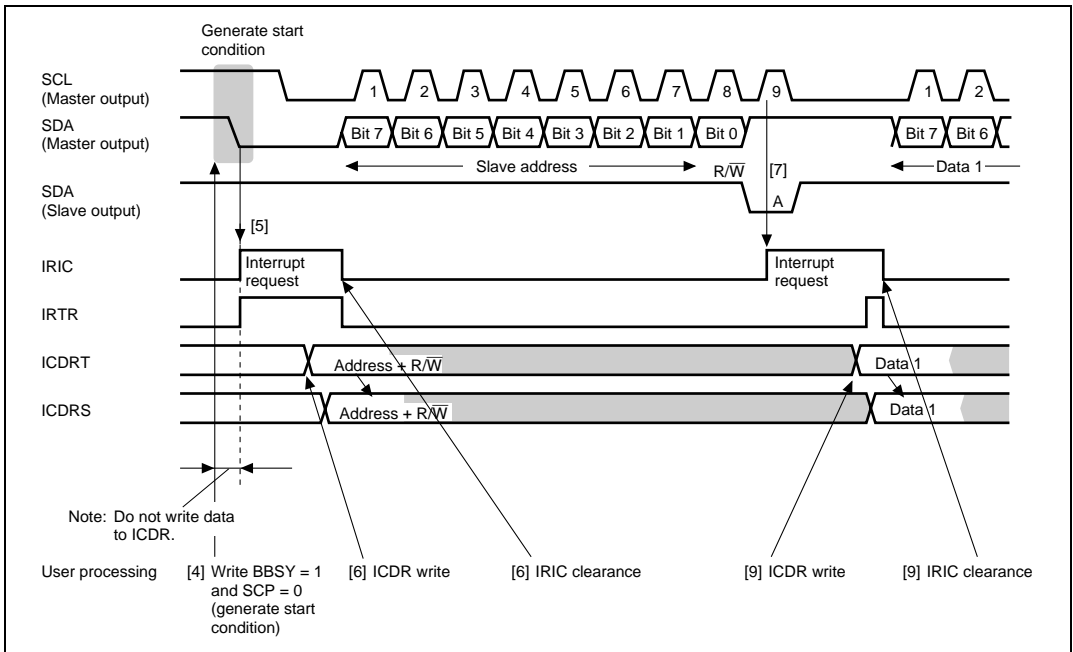 Generate start
condition
SCL
(Master output)
1 2 3 4 5 6 7 8 9 1 2
SDA
(Master output)
Bit 7 Bit 6 Bit 5 Bit 4 Bit 3 Bit 2 Bit 1 Bit 0 Bit 7 Bit 6
Slave address R/W̅ [7] Data 1
SDA
(Slave output)
A
[5]
IRIC
Interrupt
request
Interrupt
request
IRTR
ICDRT
Address + R/W̅ Data 1
ICDRS
Address + R/W̅ Data 1
Note: Do not write data
to ICDR.
User processing
[4] Write BBSY = 1
and SCP = 0
(generate start
condition)
[6] ICDR write
[6] IRIC clearance
[9] ICDR write
[9] IRIC clearance